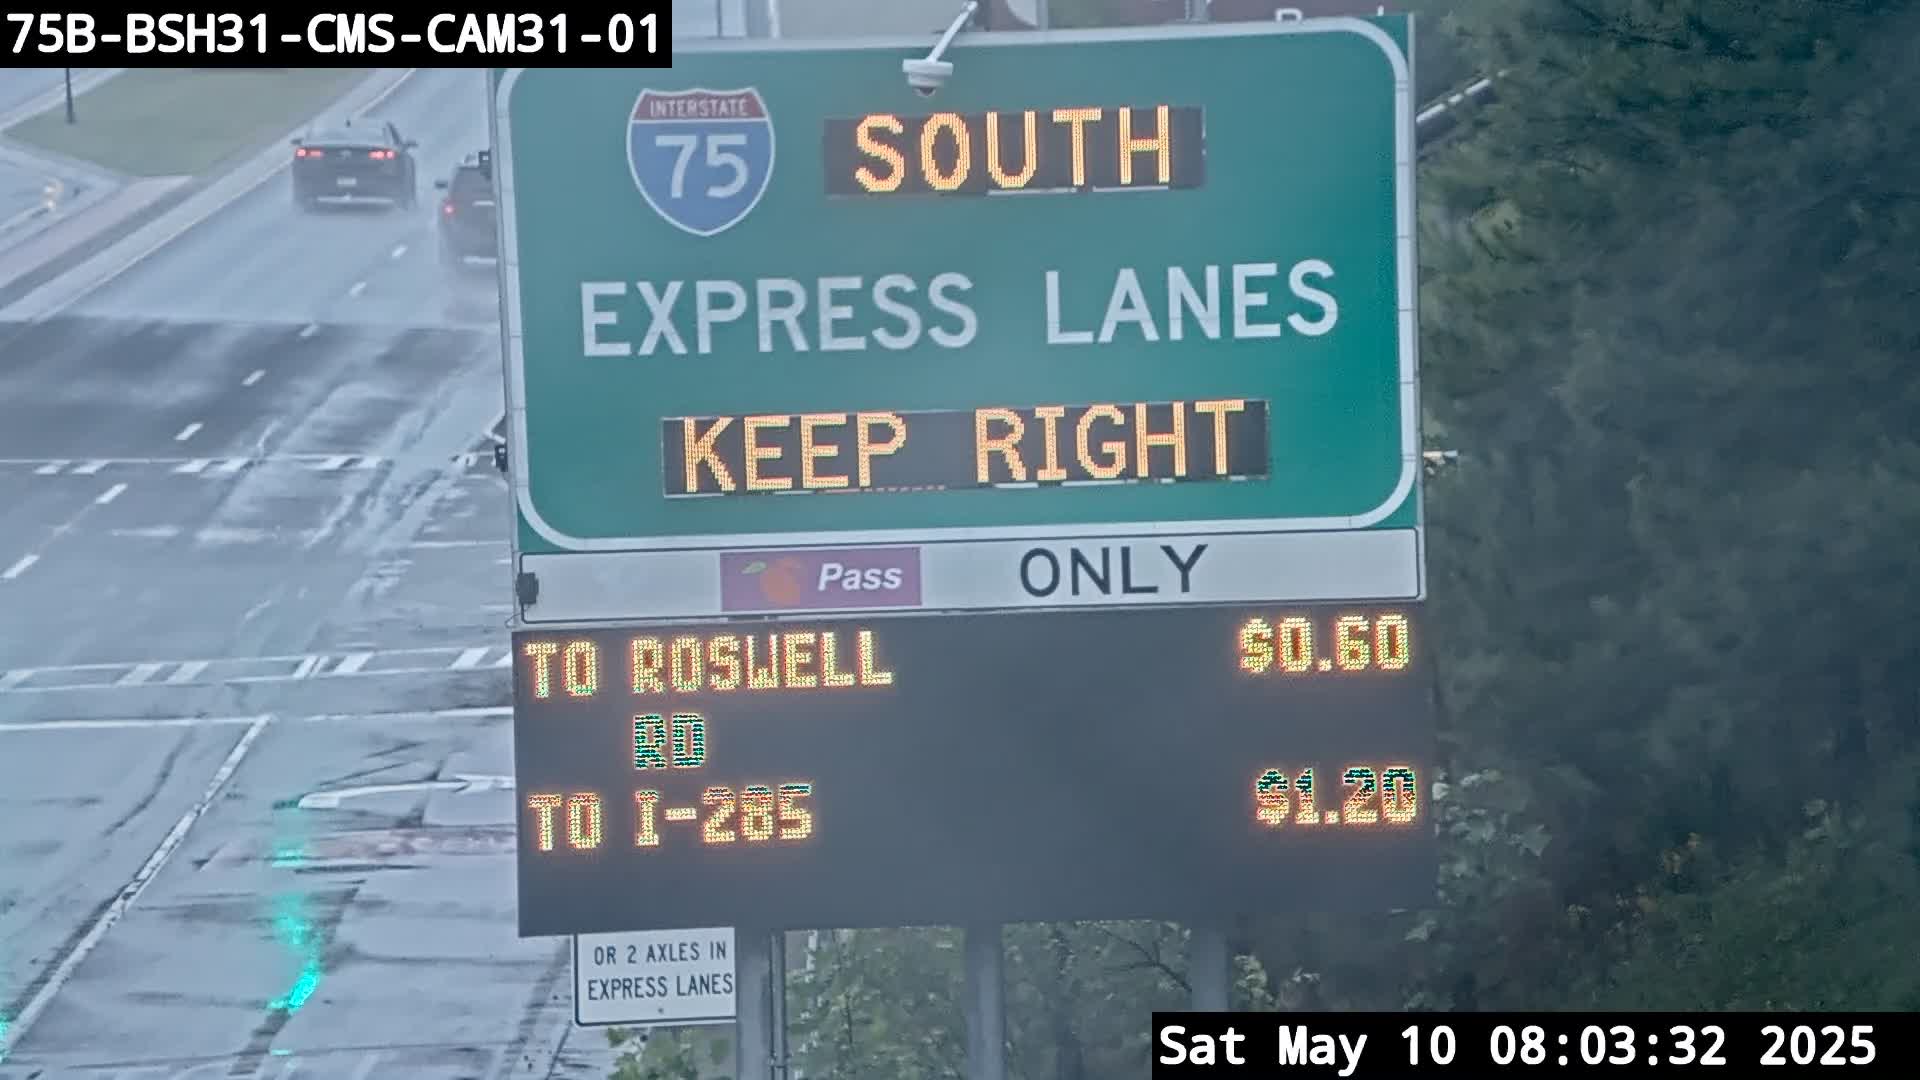 75B-BSH31-CMS-CAM31-01
INTERSTATE
75
SOUTH
EXPRESS LANES
KEEP RIGHT
Pass ONLY
TO ROSWELL $0.60
RD
TO I-285 $1.20
OR 2 AXLES IN
EXPRESS LANES
Sat May 10 08:03:32 2025